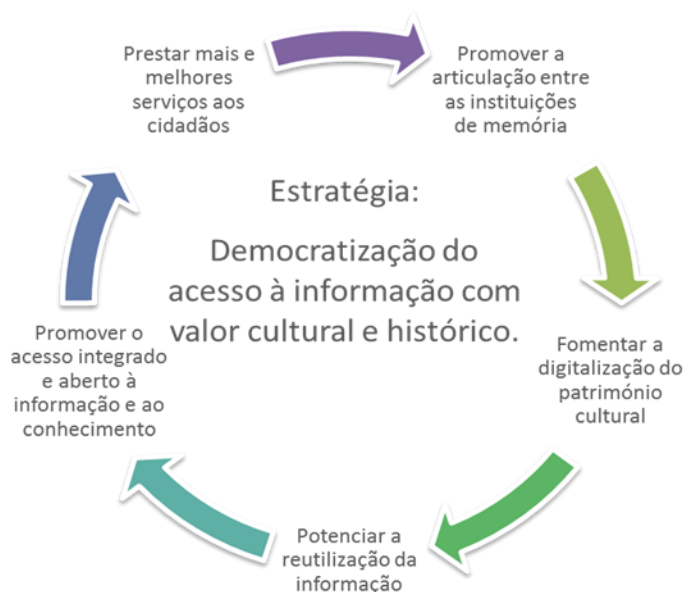 Prestar mais e
melhores
serviços aos
cidadãos
Promover a
articulação entre
as instituições
de memória
Estratégia:
Democratização do
acesso à informação com
valor cultural e histórico.
Fomentar a
digitalização do
património
cultural
Potenciar a
reutilização da
informação
Promover o
acesso integrado
e aberto à
informação e ao
conhecimento